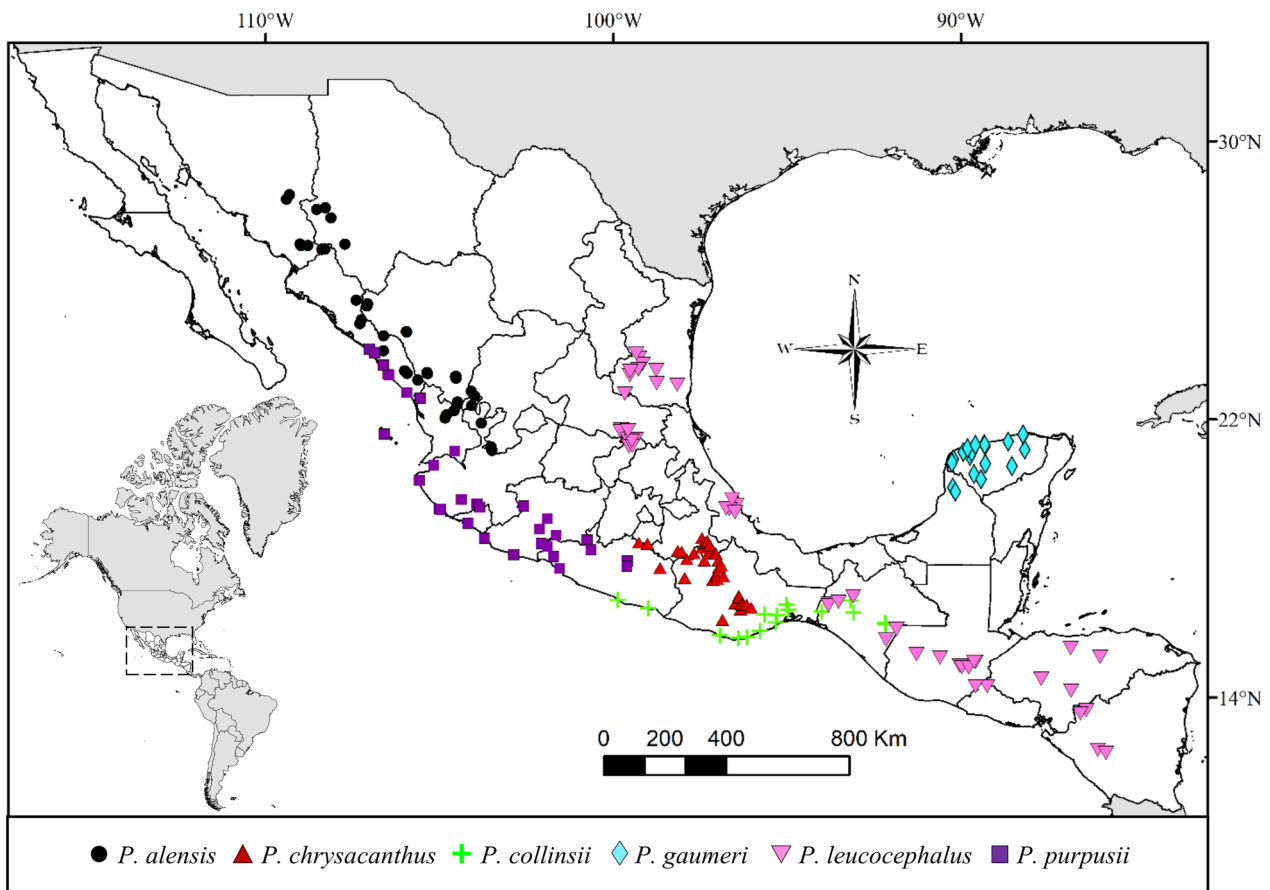 110°W 100°W 90°W
30°N
N
W E
S
22°N
14°N
0 200 400 800 Km
P. alensis P. chrysacanthus P. collinsii P. gaumeri P. leucocephalus P. purpusii